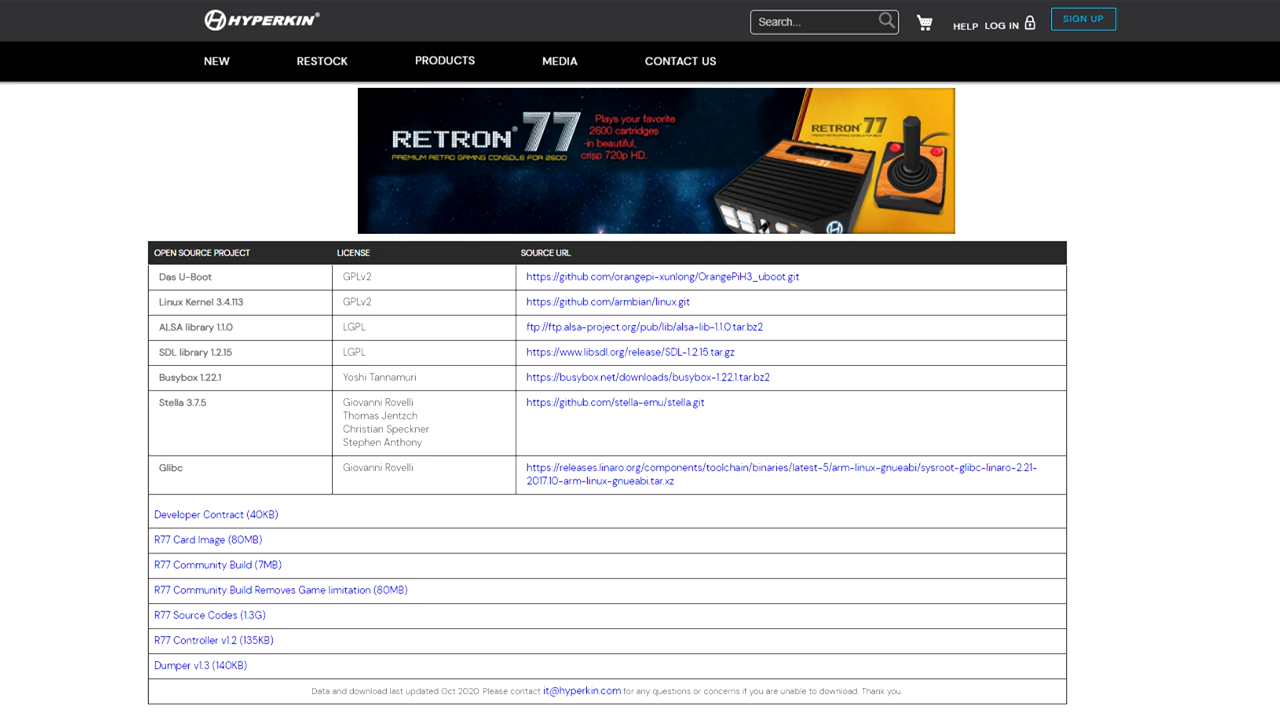 HYPERKIN®
Search...
HELP LOG IN
SIGN UP
NEW RESTOCK PRODUCTS MEDIA CONTACT US
RETRON® 77
PREMIUM RETRO GAMING CONSOLE FOR 2600
Plays your favorite
2600 cartridges
in beautiful,
crisp 720p HD.
RETRON® 77
77
OPEN SOURCE PROJECT LICENSE SOURCE URL
Das U-Boot GPLv2 https://github.com/orangepi-xunlong/OrangePiH3_uboot.git
Linux Kernel 3.4.113 GPLv2 https://github.com/armbian/linux.git
ALSA library 1.1.0 LGPL ftp://ftp.alsa-project.org/pub/lib/alsa-lib-1.1.0.tar.bz2
SDL library 1.2.15 LGPL https://www.libsdl.org/release/SDL-1.2.15.tar.gz
Busybox 1.22.1 Yoshi Tannamuri https://busybox.net/downloads/busybox-1.22.1.tar.bz2
Stella 3.7.5 Giovanni Rovelli https://github.com/stella-emu/stella.git
Thomas Jentzch
Christian Speckner
Stephen Anthony
Glibc Giovanni Rovelli https://releases.linaro.org/components/toolchain/binaries/latest-5/arm-linux-gnueabi/sysroot-glibc-linaro-2.21-
2017.10-arm-linux-gnueabi.tar.xz
Developer Contract (40KB)
R77 Card Image (80MB)
R77 Community Build (7MB)
R77 Community Build Removes Game limitation (80MB)
R77 Source Codes (1.3G)
R77 Controller v1.2 (135KB)
Dumper v1.3 (140KB)
Data and download last updated Oct 2020. Please contact it@hyperkin.com for any questions or concerns if you are unable to download. Thank you.